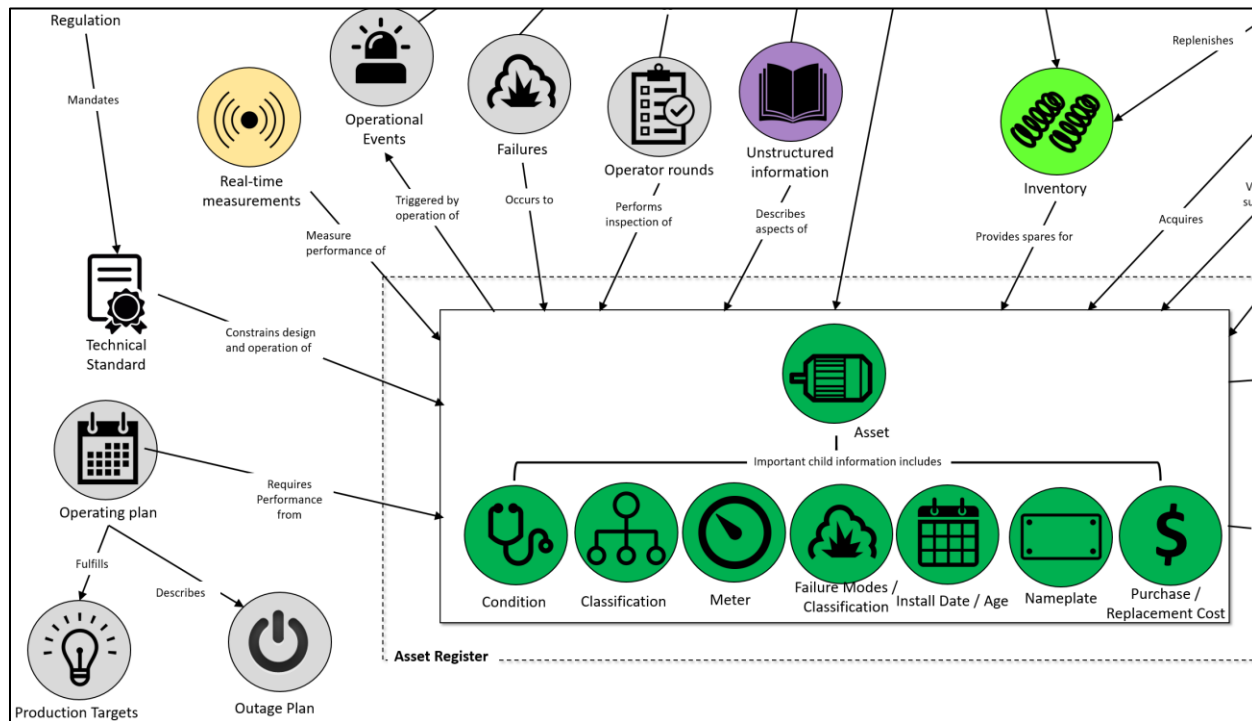 Regulation
Replenishes
Mandates
Operational
Events
Failures
Operator rounds
Unstructured
information
Inventory
Real-time
measurements
Triggered by
operation of
Occurs to
Performs
inspection of
Describes
aspects of
Acquires
Measure
performance of
Provides spares for
Technical
Standard
Constrains design
and operation of
Asset
Important child information includes
Requires
Performance
from
Operating plan
Fulfills
Describes
Condition
Classification
Meter
Failure Modes /
Classification
Install Date / Age
Nameplate
Purchase /
Replacement Cost
Asset Register
Production Targets
Outage Plan